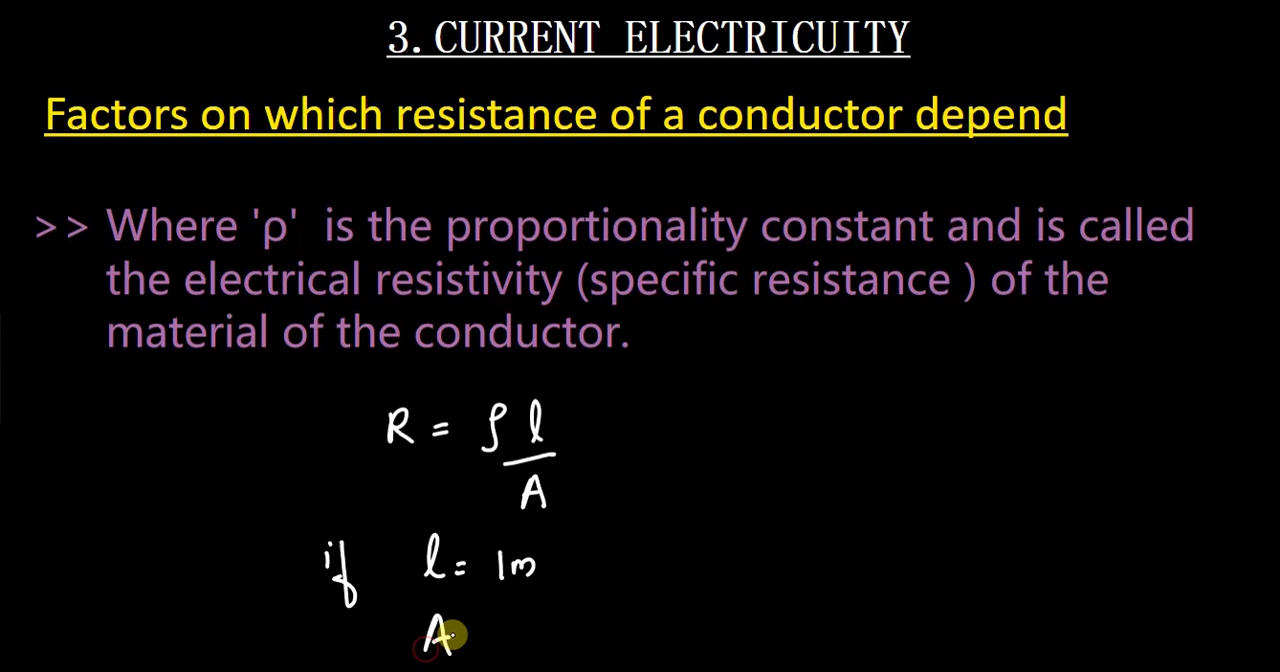 3. CURRENT ELECTRICUITY
Factors on which resistance of a conductor depend
>> Where 'ρ' is the proportionality constant and is called
the electrical resistivity (specific resistance ) of the
material of the conductor.
R = ρ l
A
if l = 1m
A